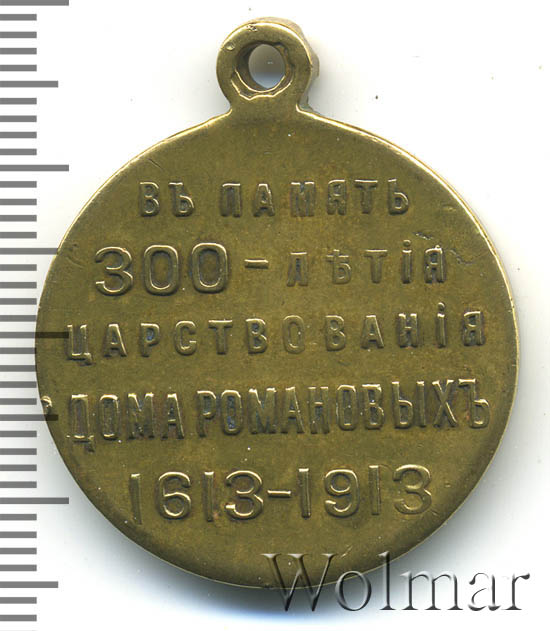 ВЪ ПАМЯТЬ
300-ЛѢТІЯ
ЦАРСТВОВАНІЯ
ДОМА РОМАНОВЫХЪ
1613-1913
Wolmar